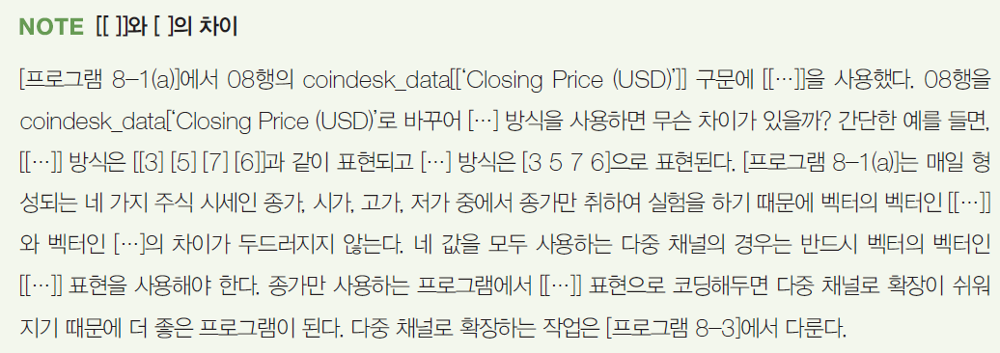 NOTE [[ ]]와 [ ]의 차이
[프로그램 8-1(a)]에서 08행의 coindesk_data[['Closing Price (USD)']] 구문에 [[…]]을 사용했다. 08행을
coindesk_data['Closing Price (USD)'로 바꾸어 […] 방식을 사용하면 무슨 차이가 있을까? 간단한 예를 들면,
[[…]] 방식은 [[3] [5] [7] [6]]과 같이 표현되고 […] 방식은 [3 5 7 6]으로 표현된다. [프로그램 8-1(a)]는 매일 형
성되는 네 가지 주식 시세인 종가, 시가, 고가, 저가 중에서 종가만 취하여 실험을 하기 때문에 벡터의 벡터인 [[…]]
와 벡터인 […]의 차이가 두드러지지 않는다. 네 값을 모두 사용하는 다중 채널의 경우는 반드시 벡터의 벡터인
[[…]] 표현을 사용해야 한다. 종가만 사용하는 프로그램에서 [[…]] 표현으로 코딩해두면 다중 채널로 확장이 쉬워
지기 때문에 더 좋은 프로그램이 된다. 다중 채널로 확장하는 작업은 [프로그램 8-3]에서 다룬다.